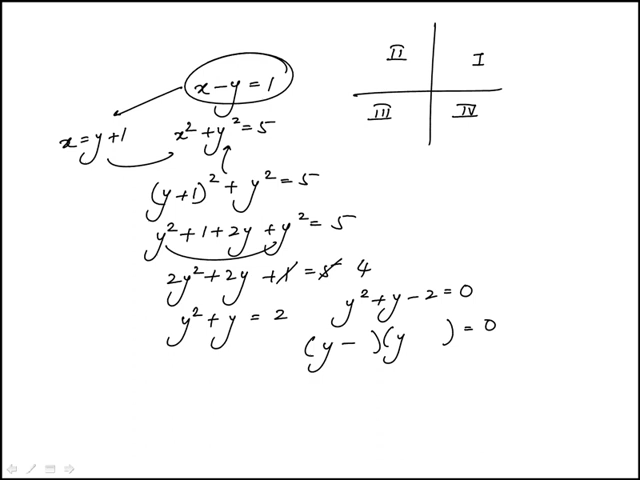 x - y = 1
x = y + 1
x² + y² = 5
(y + 1)² + y² = 5
y² + 1 + 2y + y² = 5
2y² + 2y + 1 = 5 4
y² + y = 2
y² + y - 2 = 0
(y - )(y ) = 0
II I
III IV